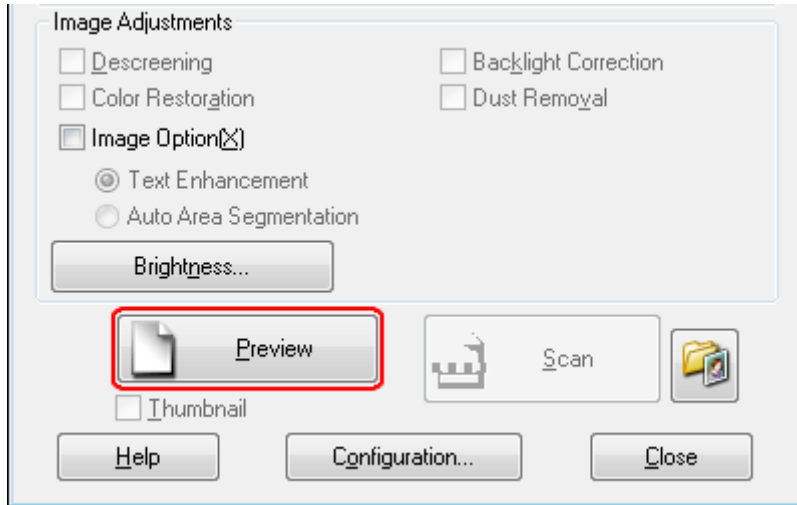 Image Adjustments
Descreening
Backlight Correction
Color Restoration
Dust Removal
Image Option(X)
Text Enhancement
Auto Area Segmentation
Brightness...
Preview
Scan
Thumbnail
Help
Configuration...
Close